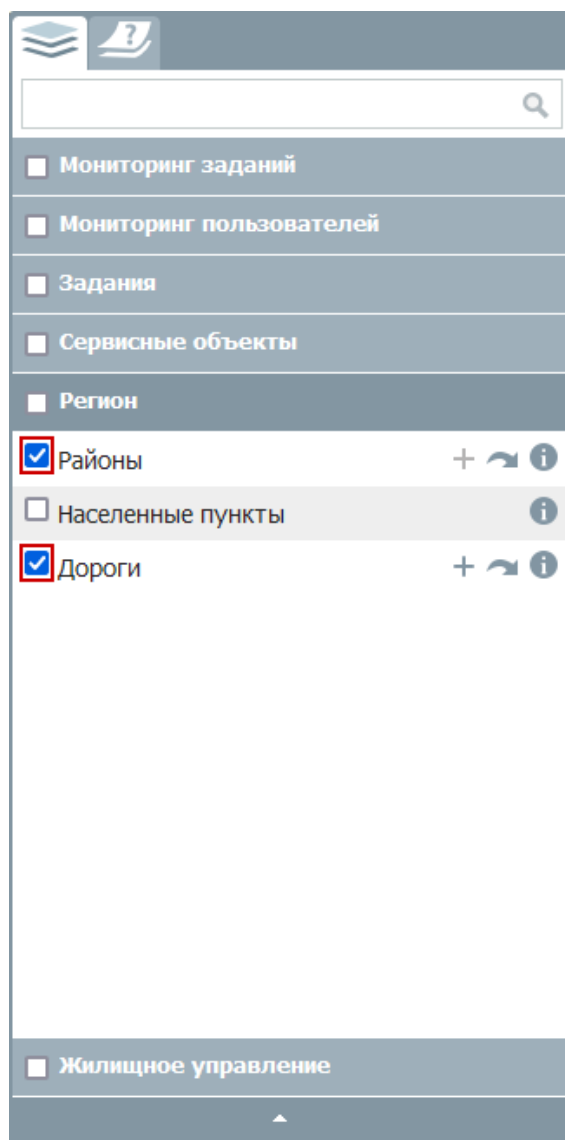 Мониторинг заданий
Мониторинг пользователей
Задания
Сервисные объекты
Регион
Районы
Населенные пункты
Дороги
Жилищное управление